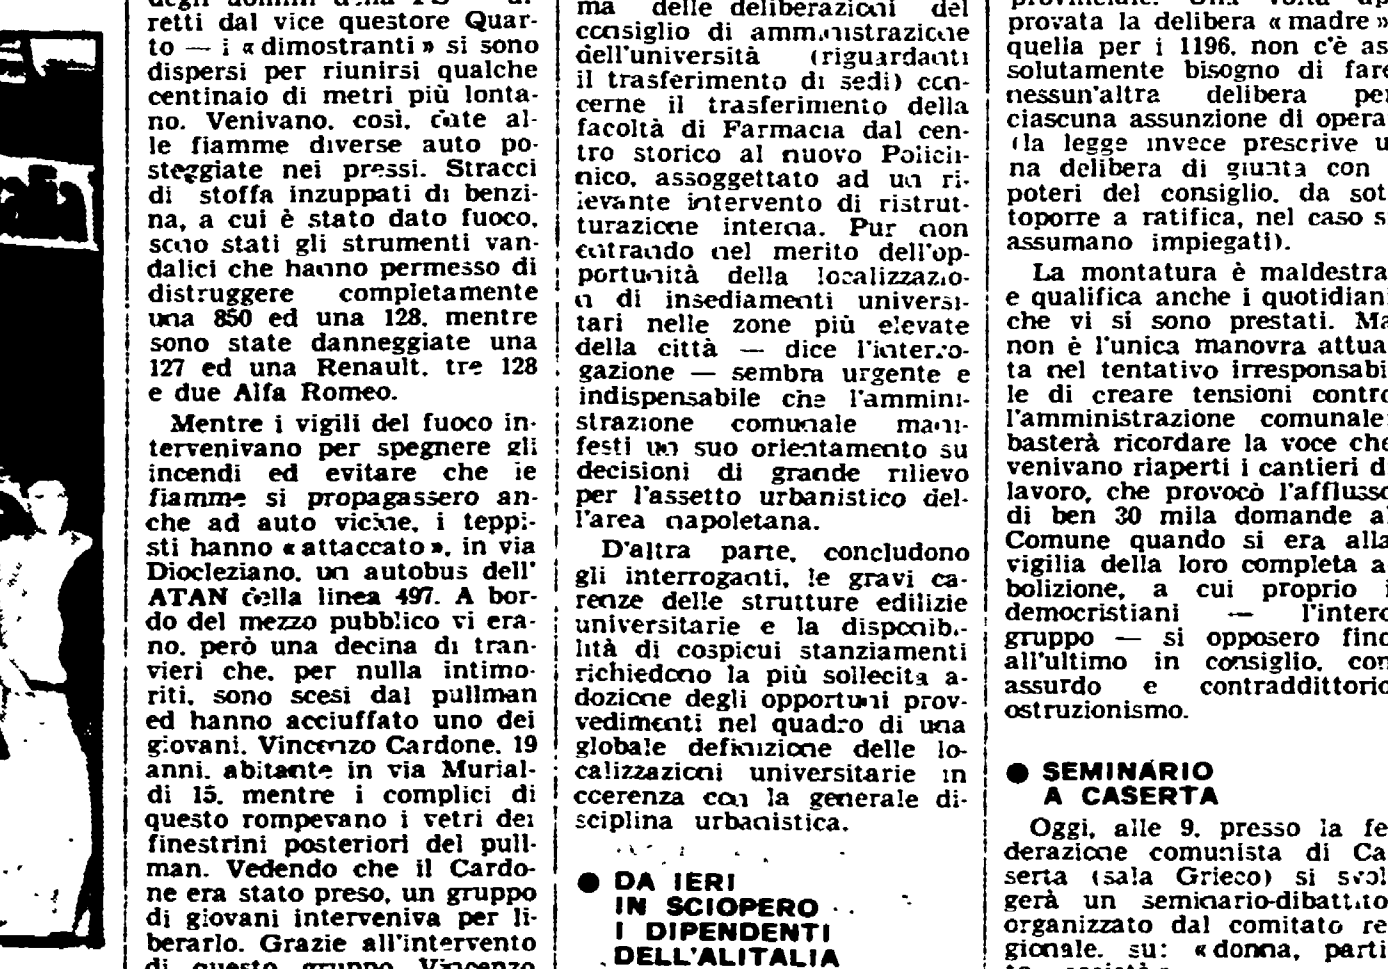 retti dal vice questore Quar-
to — i « dimostranti » si sono
dispersi per riunirsi qualche
centinaio di metri più lonta-
no. Venivano, così, date al-
le fiamme diverse auto po-
steggiate nei pressi. Stracci
di stoffa inzuppati di benzi-
na, a cui è stato dato fuoco,
sono stati gli strumenti van-
dalici che hanno permesso di
distruggere completamente
una 850 ed una 128, mentre
sono state danneggiate una
127 ed una Renault, tre 128
e due Alfa Romeo.
Mentre i vigili del fuoco in-
tervenivano per spegnere gli
incendi ed evitare che le
fiamme si propagassero an-
che ad auto vicine, i teppi-
sti hanno « attaccato », in via
Diocleziano, un autobus dell'
ATAN della linea 497. A bor-
do del mezzo pubblico vi era-
no, però una decina di tran-
vieri che, per nulla intimo-
riti, sono scesi dal pullman
ed hanno acciuffato uno dei
giovani, Vincenzo Cardone, 19
anni, abitante in via Murial-
di 15, mentre i complici di
questo rompevano i vetri dei
finestrini posteriori del pull-
man. Vedendo che il Cardo-
ne era stato preso, un gruppo
di giovani interveniva per li-
berarlo. Grazie all'intervento
di questo gruppo Vincenzo
ma delle deliberazioni del
consiglio di amministrazione
dell'università (riguardanti
il trasferimento di sedi) con-
cerne il trasferimento della
facoltà di Farmacia dal cen-
tro storico al nuovo Policli-
nico, assoggettato ad un ri-
levante intervento di ristrut-
turazione interna. Pur non
entrando nel merito dell'op-
portunità della localizzazio-
n di insediamenti universi-
tari nelle zone più elevate
della città — dice l'interro-
gazione — sembra urgente e
indispensabile che l'ammini-
strazione comunale mani-
festi un suo orientamento su
decisioni di grande rilievo
per l'assetto urbanistico del-
l'area napoletana.
D'altra parte, concludono
gli interroganti, le gravi ca-
renze delle strutture edilizie
universitarie e la disponibi-
lità di cospicui stanziamenti
richiedono la più sollecita a-
dozione degli opportuni prov-
vedimenti nel quadro di una
globale definizione delle lo-
calizzazioni universitarie in
coerenza con la generale di-
sciplina urbanistica.
● DA IERI
IN SCIOPERO
I DIPENDENTI
DELL'ALITALIA
provata la delibera « madre »
quella per i 1196, non c'è as
solutamente bisogno di fare
nessun'altra delibera per
ciascuna assunzione di opera
(la legge invece prescrive u
na delibera di giunta con i
poteri del consiglio, da sot
toporre a ratifica, nel caso si
assumano impiegati).
La montatura è maldestra,
e qualifica anche i quotidiani
che vi si sono prestati. Ma
non è l'unica manovra attua
ta nel tentativo irresponsabi
le di creare tensioni contro
l'amministrazione comunale:
basterà ricordare la voce che
venivano riaperti i cantieri di
lavoro, che provocò l'afflusso
di ben 30 mila domande al
Comune quando si era alla
vigilia della loro completa a
bolizione, a cui proprio i
democristiani — l'intero
gruppo — si opposero fino
all'ultimo in consiglio, con
assurdo e contraddittorio
ostruzionismo.
● SEMINARIO
A CASERTA
Oggi, alle 9, presso la fe
derazione comunista di Ca
serta (sala Grieco) si svol
gerà un seminario-dibattito
organizzato dal comitato re
gionale, su: « donna, parti